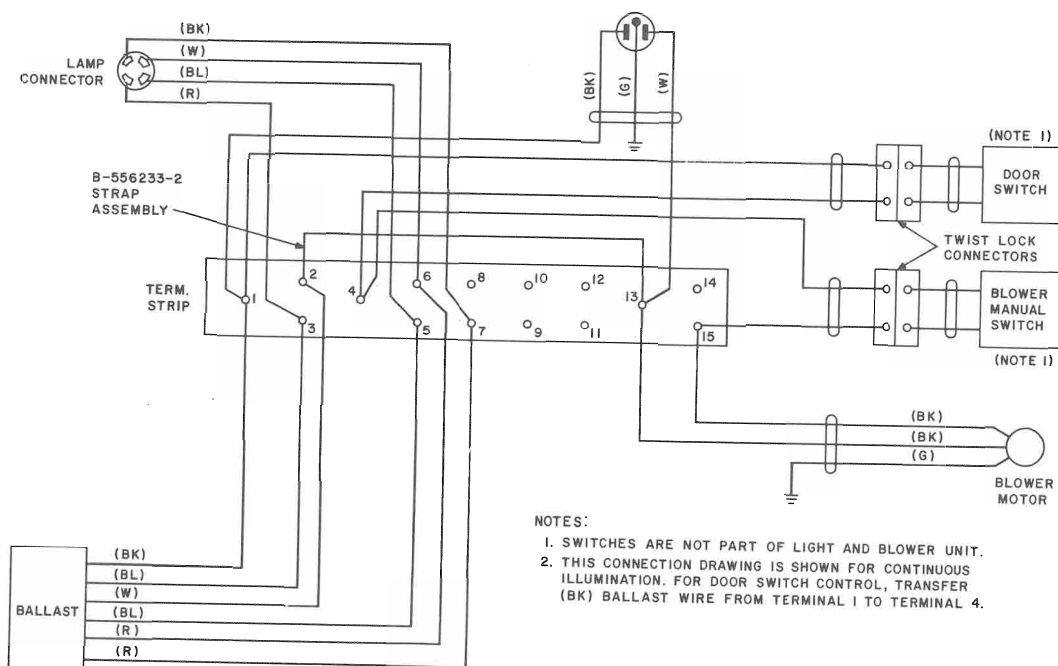 (BK)
(W)
(BL)
(R)
LAMP
CONNECTOR
(BK)
(G)
(W)
(NOTE 1)
DOOR
SWITCH
B-556233-2
STRAP
ASSEMBLY
TWIST LOCK
CONNECTORS
TERM.
STRIP
1
2
3
4
5
6
7
8
9
10
11
12
13
14
15
BLOWER
MANUAL
SWITCH
(NOTE 1)
(BK)
(BK)
(G)
BLOWER
MOTOR
NOTES:
1. SWITCHES ARE NOT PART OF LIGHT AND BLOWER UNIT.
2. THIS CONNECTION DRAWING IS SHOWN FOR CONTINUOUS
ILLUMINATION. FOR DOOR SWITCH CONTROL, TRANSFER
(BK) BALLAST WIRE FROM TERMINAL 1 TO TERMINAL 4.
BALLAST
(BK)
(BL)
(W)
(BL)
(R)
(R)